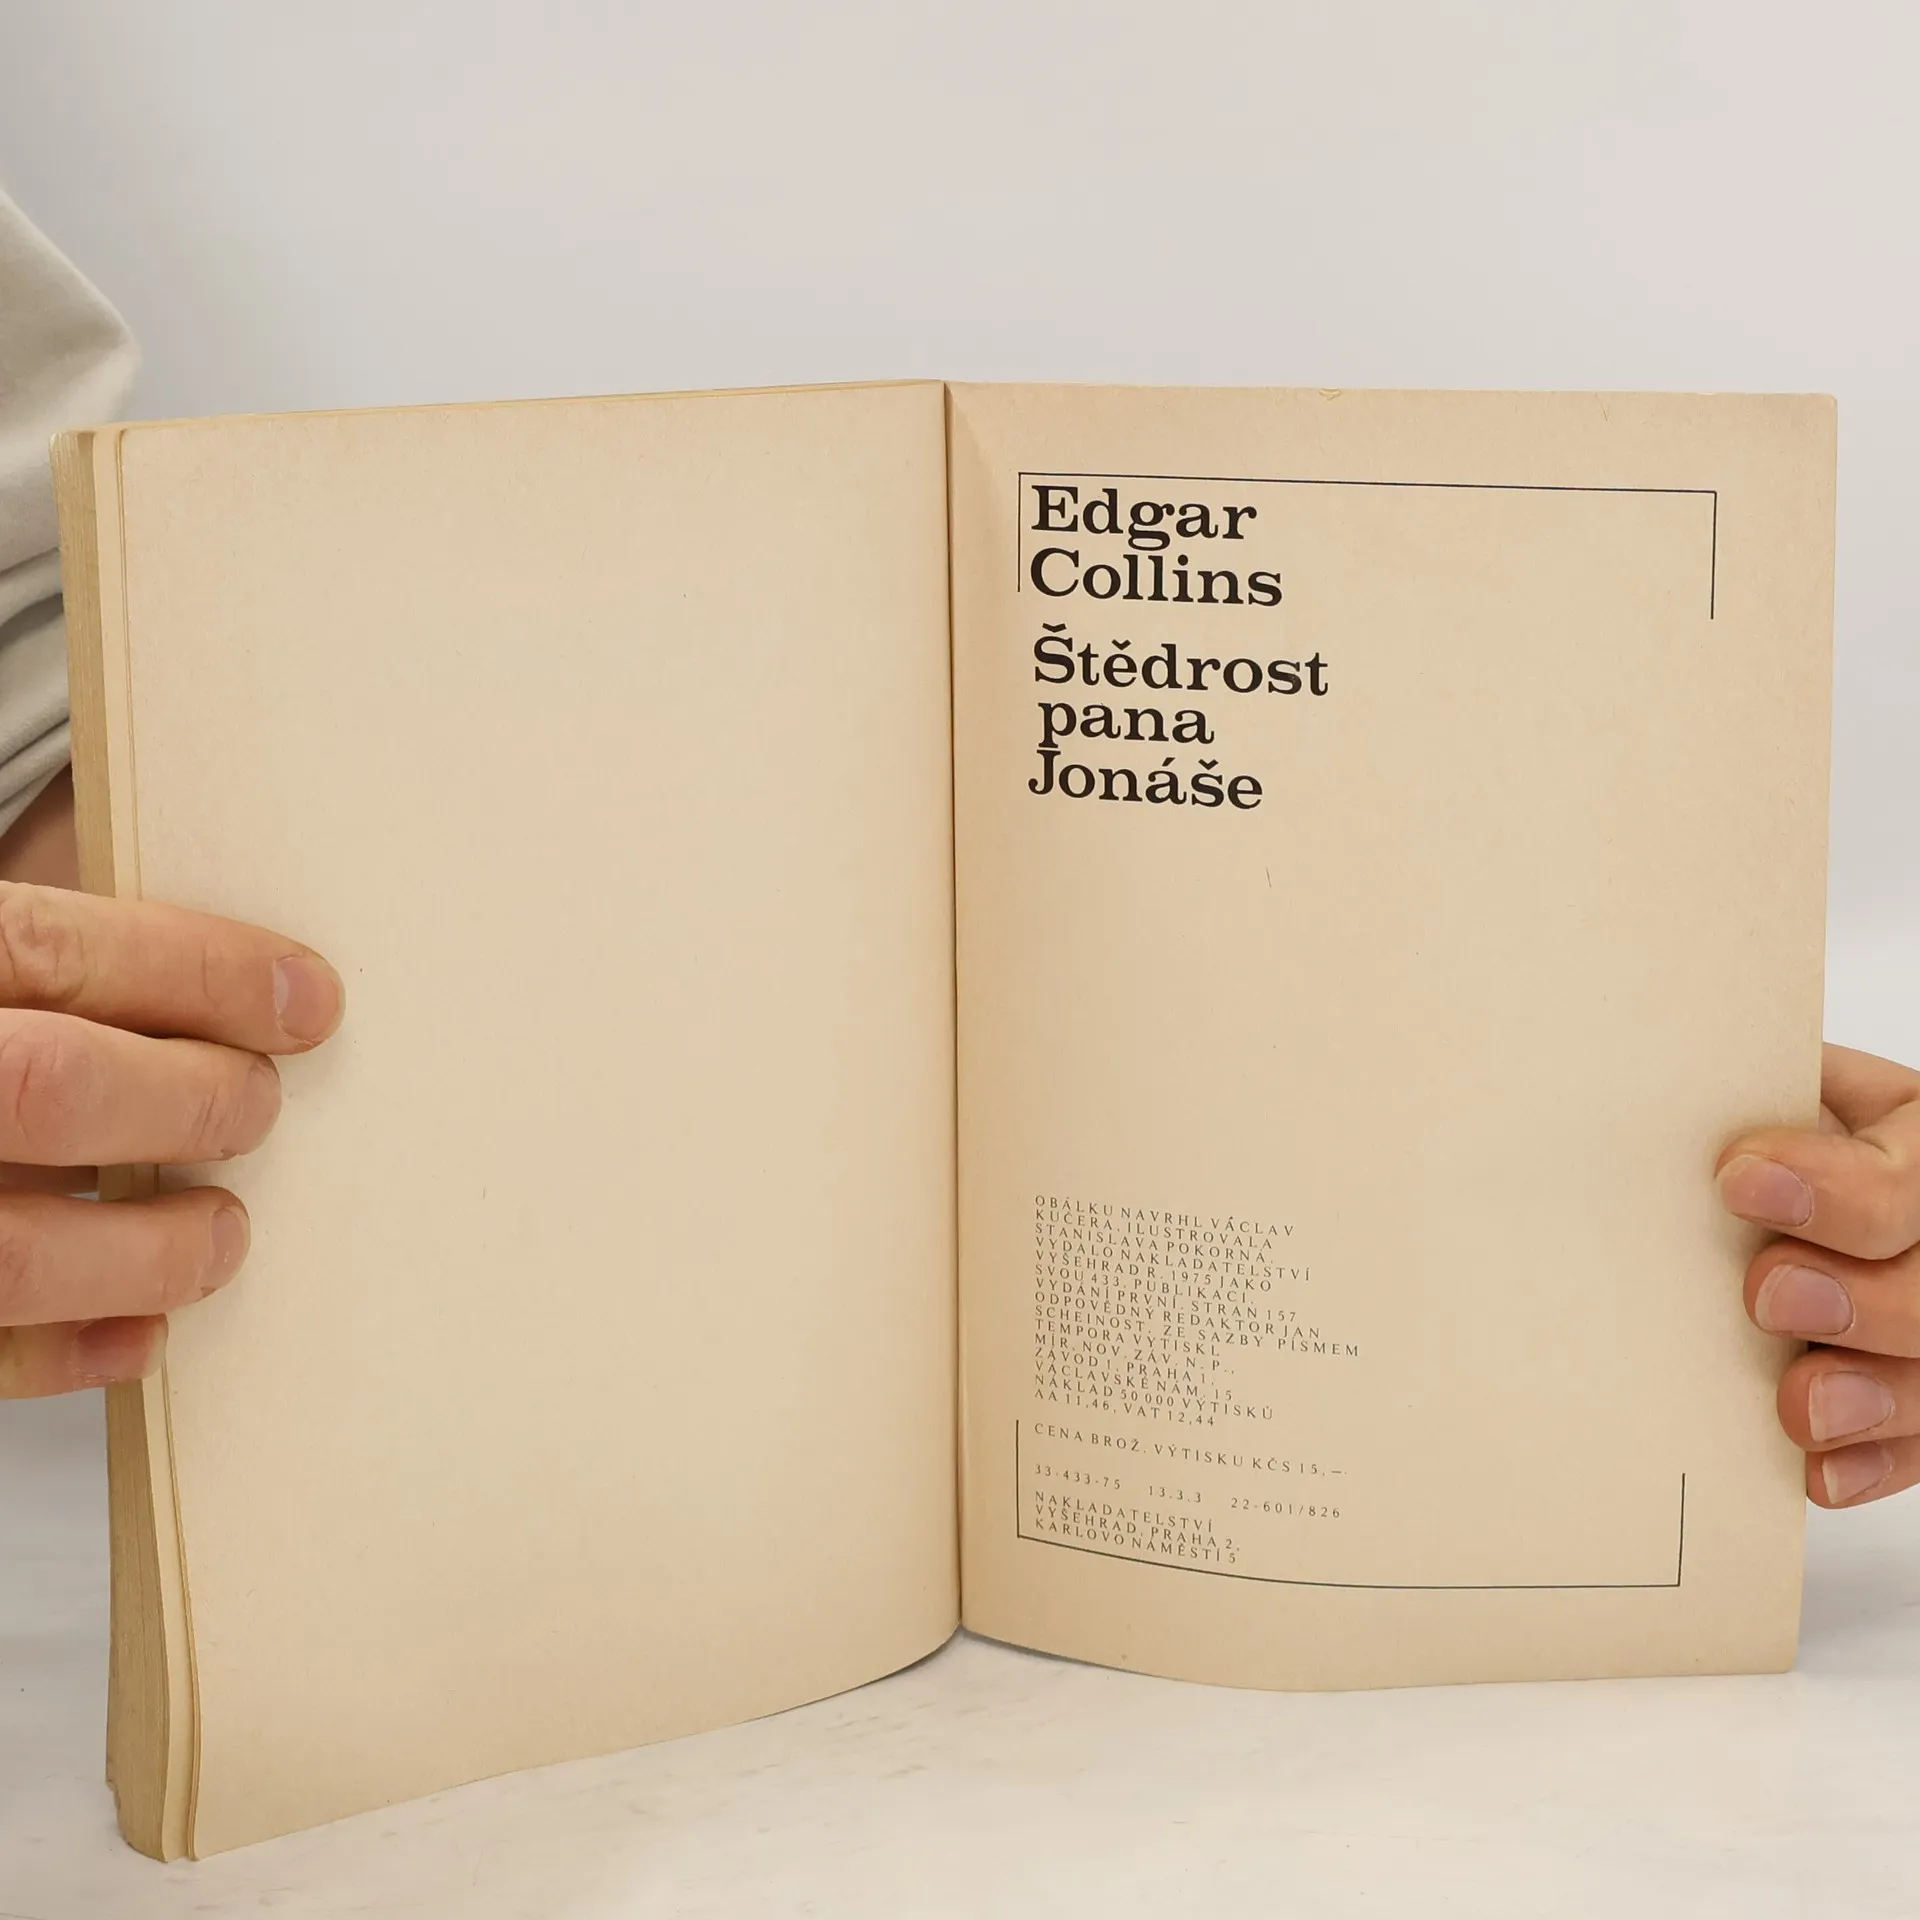 Edgar
Collins
Štědrost
pana
Jonáše
OBÁLKU NAVRHL VÁCLAV
KUČERA, ILUSTROVALA
STANISLAVA POKORNÁ.
VYDALO NAKLADATELSTVÍ
VYŠEHRAD R. 1975 JAKO
SVOU 433. PUBLIKACI.
VYDÁNÍ PRVNÍ. STRAN 157
ODPOVĚDNÝ REDAKTOR JAN
SCHEINOST. ZE SAZBY PÍSMEM
TEMPORA VYTISKL
MÍR, NOV. ZÁV. N. P.,
ZÁVOD 1, PRAHA 1,
VÁCLAVSKÉ NÁM. 15
NÁKLAD 50 000 VÝTISKŮ
AA 11,46, VAT 12,44
CENA BROŽ. VÝTISKU KČS 15,—
33-433-75 13.3.3 22-601/826
NAKLADATELSTVÍ
VYŠEHRAD, PRAHA 2,
KARLOVO NÁMĚSTÍ 5